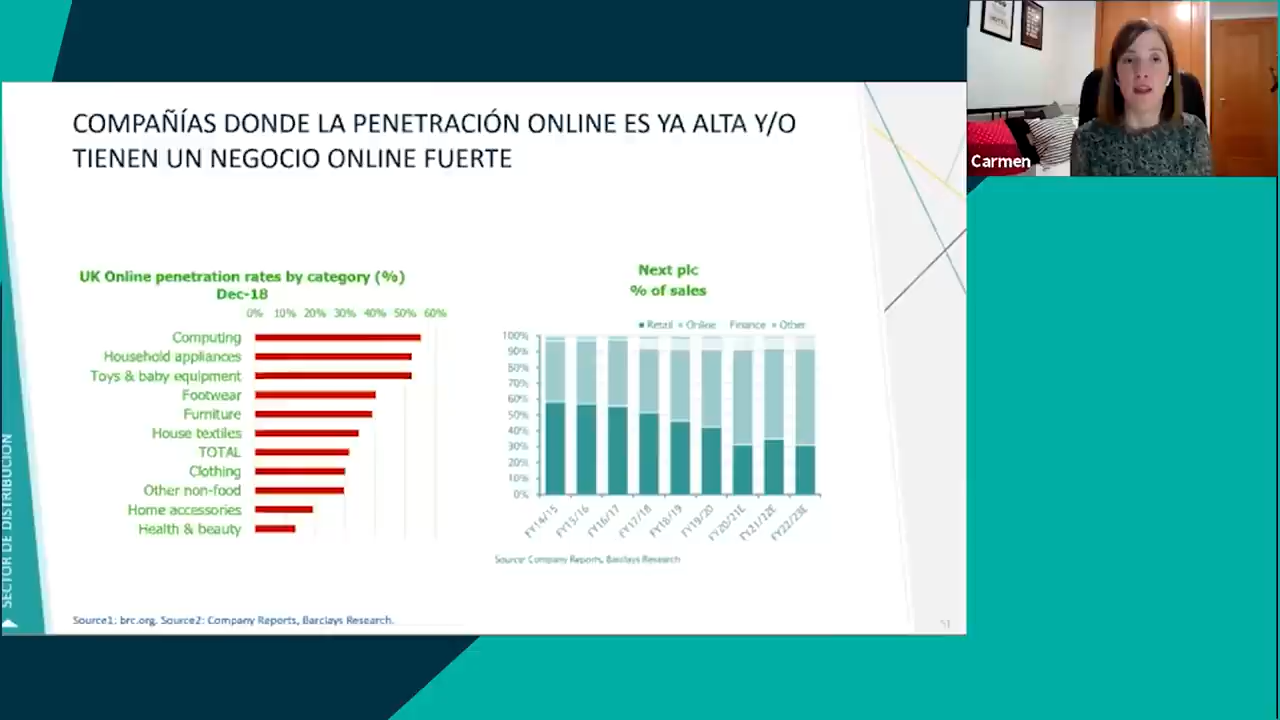 COMPAÑÍAS DONDE LA PENETRACIÓN ONLINE ES YA ALTA Y/O
TIENEN UN NEGOCIO ONLINE FUERTE
Carmen
UK Online penetration rates by category (%)
Dec-18
0% 10% 20% 30% 40% 50% 60%
Computing
Household appliances
Toys & baby equipment
Footwear
Furniture
House textiles
TOTAL
Clothing
Other non-food
Home accessories
Health & beauty
Next plc
% of sales
Retail Online Finance Other
100%
90%
80%
70%
60%
50%
40%
30%
20%
10%
0%
FY14/15 FY15/16 FY16/17 FY17/18 FY18/19 FY19/20 FY20/21E FY21/22E FY22/23E
Source: Company Reports, Barclays Research
SECTOR DE DISTRIBUCIÓN
Source1: brc.org. Source2: Company Reports, Barclays Research.
51